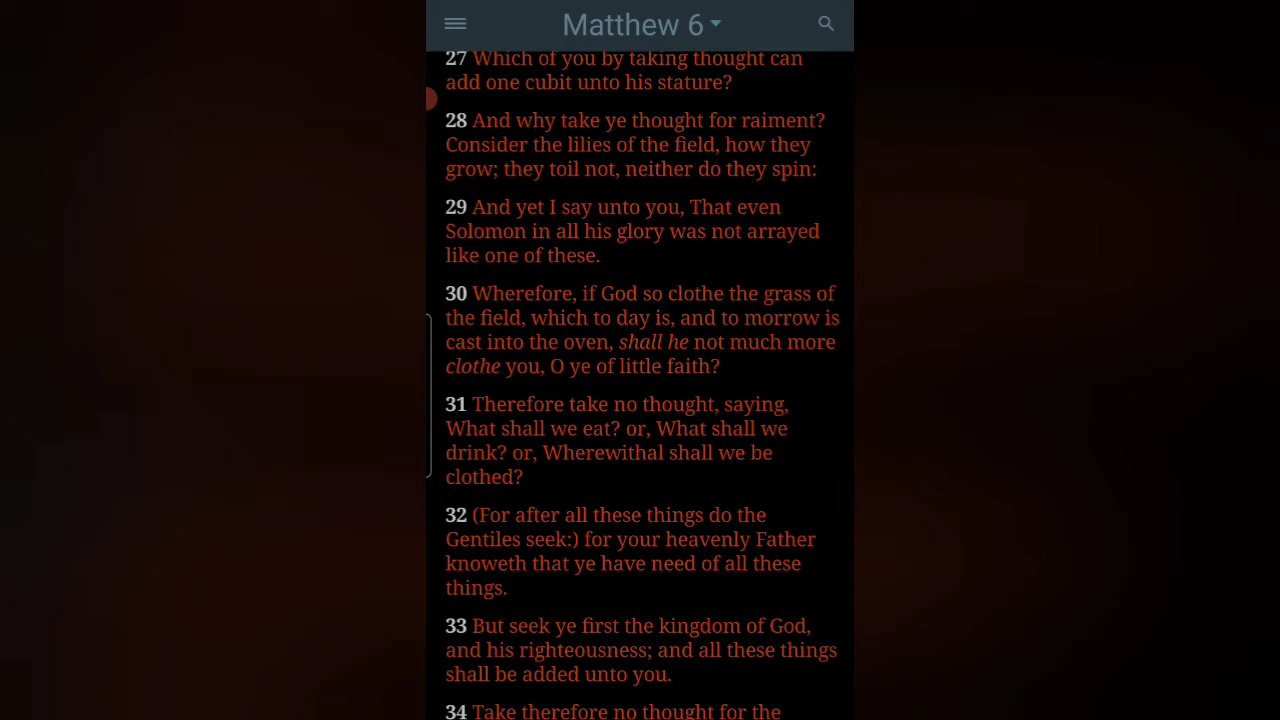 Matthew 6
27 Which of you by taking thought can
add one cubit unto his stature?
28 And why take ye thought for raiment?
Consider the lilies of the field, how they
grow; they toil not, neither do they spin:
29 And yet I say unto you, That even
Solomon in all his glory was not arrayed
like one of these.
30 Wherefore, if God so clothe the grass of
the field, which to day is, and to morrow is
cast into the oven, shall he not much more
clothe you, O ye of little faith?
31 Therefore take no thought, saying,
What shall we eat? or, What shall we
drink? or, Wherewithal shall we be
clothed?
32 (For after all these things do the
Gentiles seek:) for your heavenly Father
knoweth that ye have need of all these
things.
33 But seek ye first the kingdom of God,
and his righteousness; and all these things
shall be added unto you.
34 Take therefore no thought for the